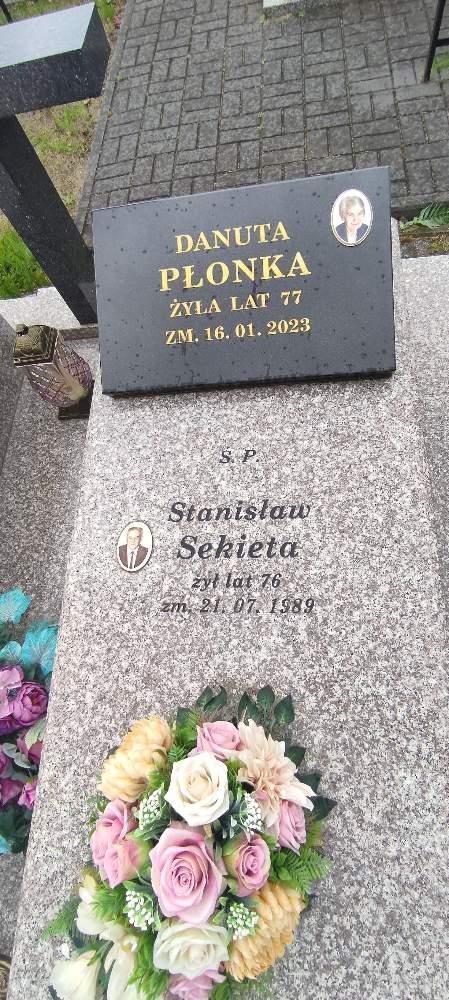 DANUTA
PŁONKA
ŻYŁA LAT 77
ZM. 16. 01. 2023
S. P.
Stanisław
Sekieta
żył lat 76
zm. 21. 07. 1989